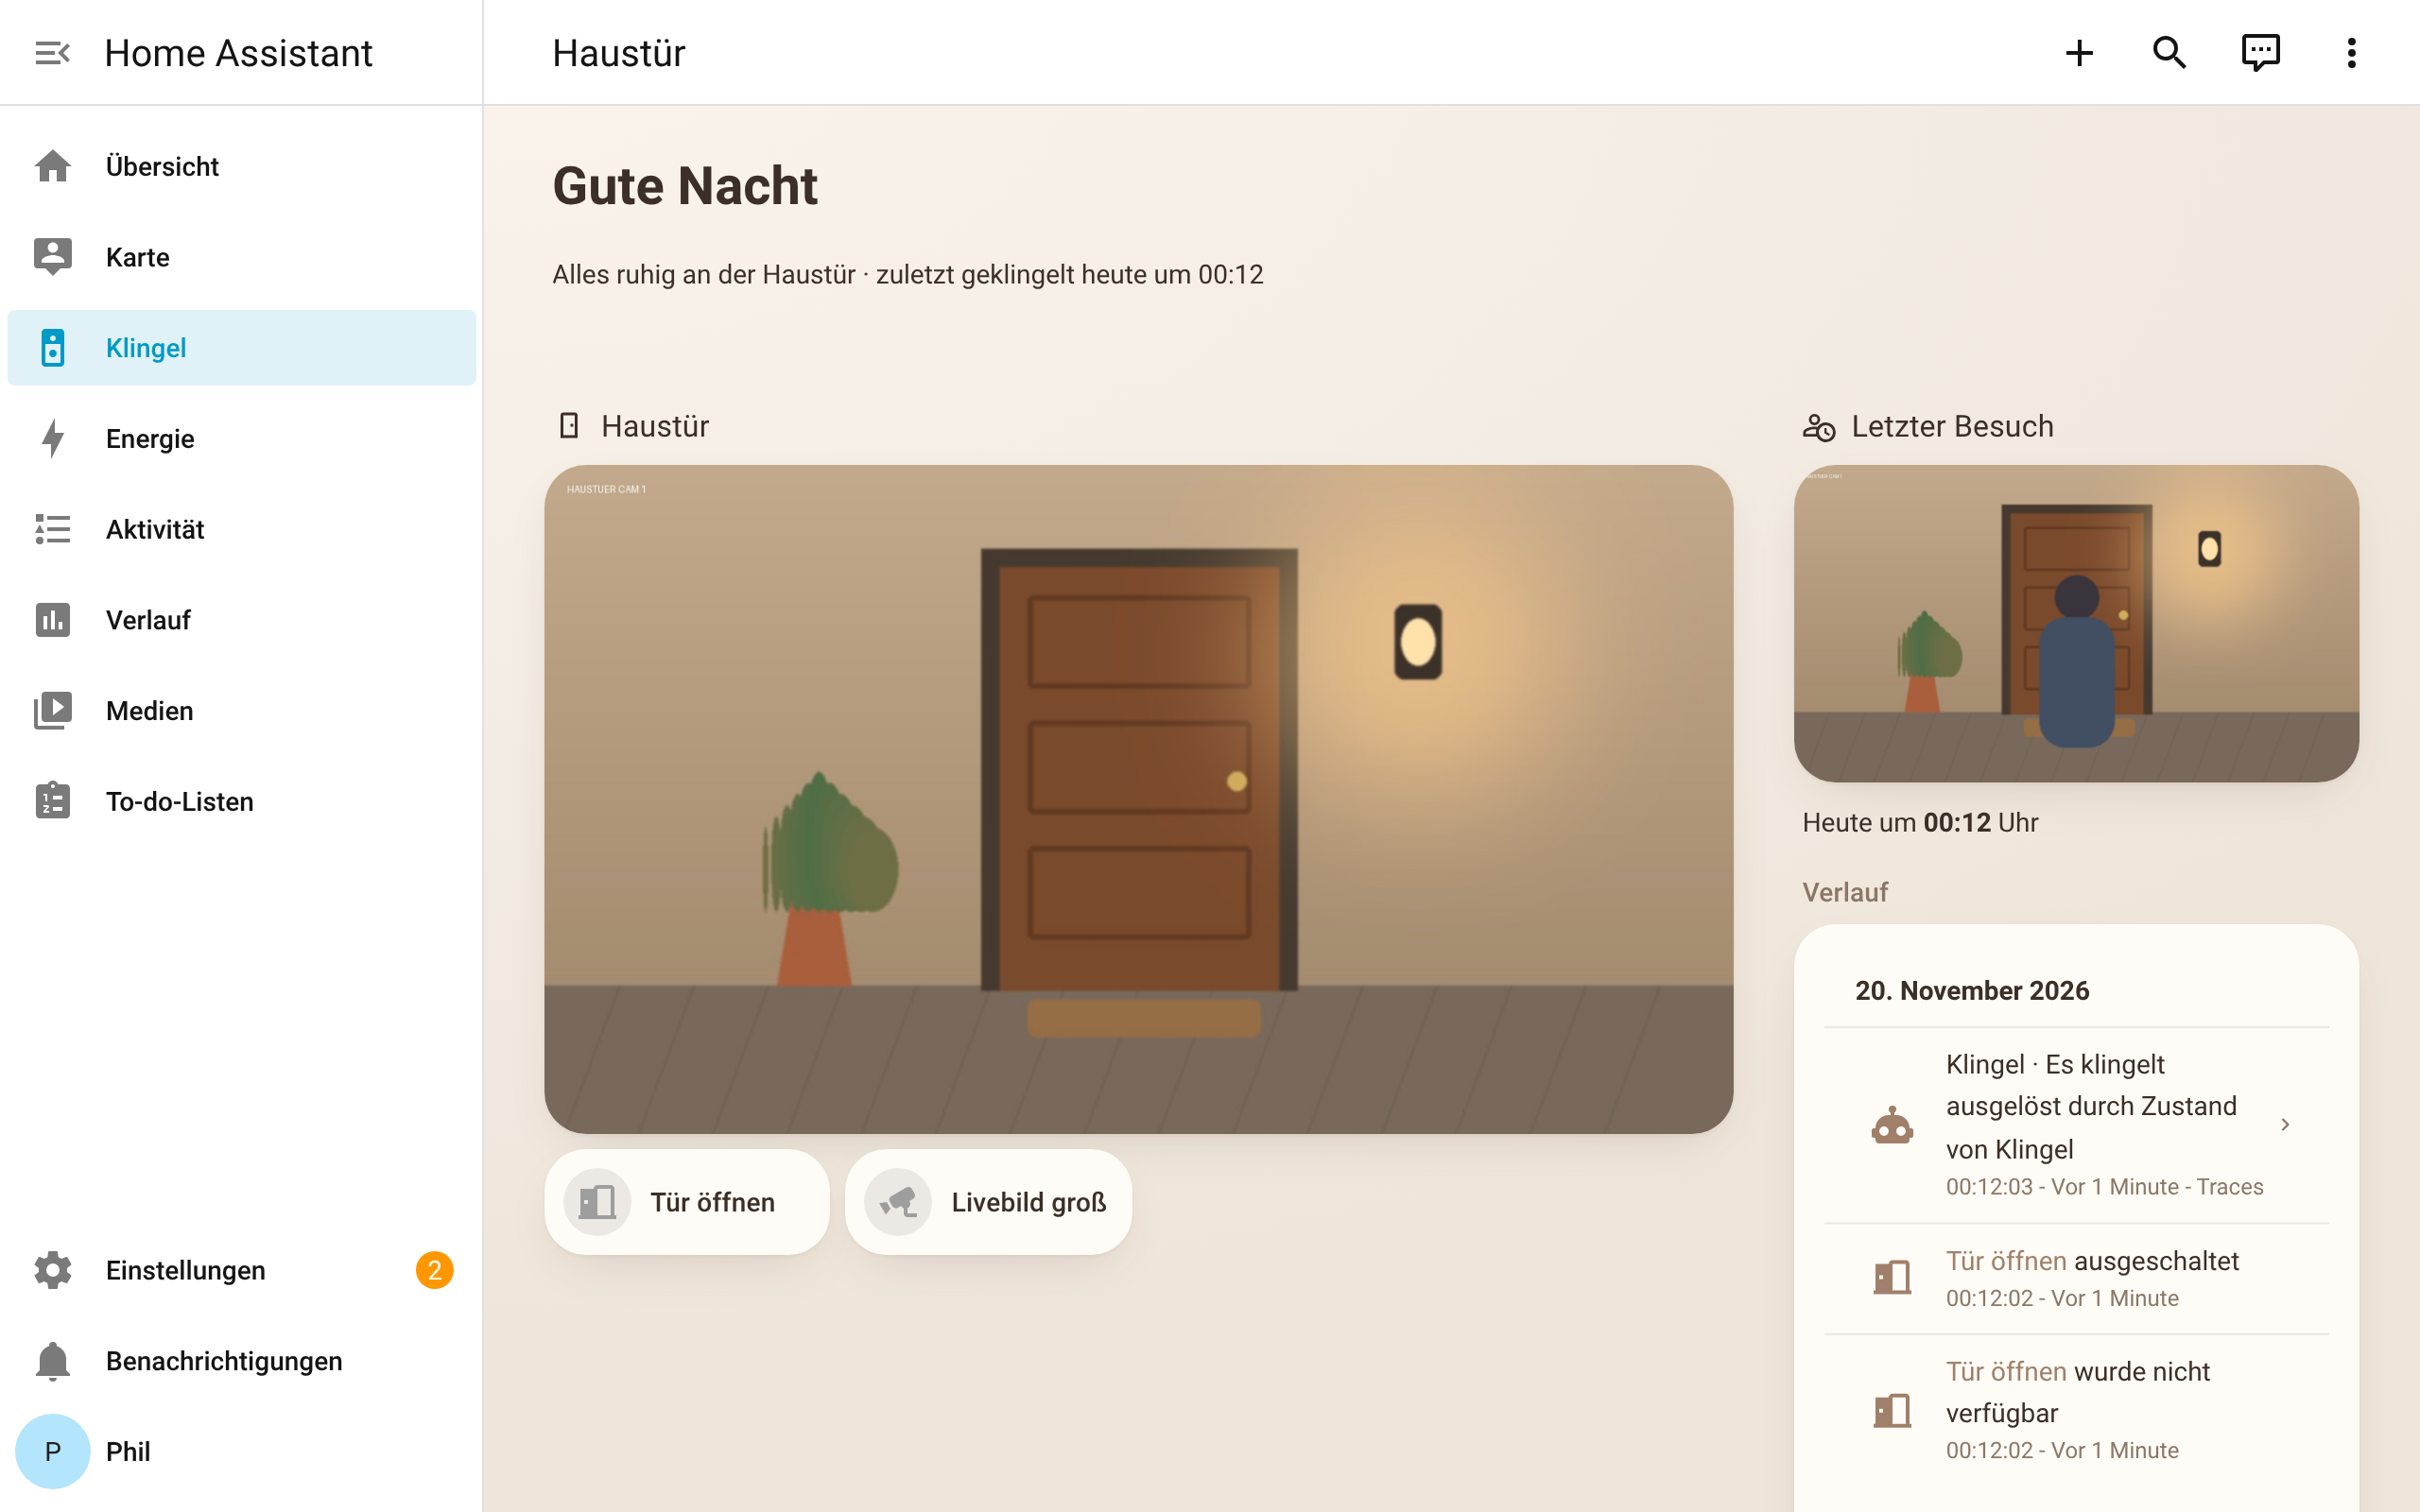 Home Assistant
Übersicht
Karte
Klingel
Energie
Aktivität
Verlauf
Medien
To-do-Listen
Einstellungen
2
Benachrichtigungen
P
Phil
Haustür
Gute Nacht
Alles ruhig an der Haustür · zuletzt geklingelt heute um 00:12
Haustür
HAUSTUER CAM 1
Tür öffnen
Livebild groß
Letzter Besuch
Heute um 00:12 Uhr
Verlauf
20. November 2026
Klingel · Es klingelt
ausgelöst durch Zustand
von Klingel
00:12:03 - Vor 1 Minute - Traces
Tür öffnen ausgeschaltet
00:12:02 - Vor 1 Minute
Tür öffnen wurde nicht
verfügbar
00:12:02 - Vor 1 Minute